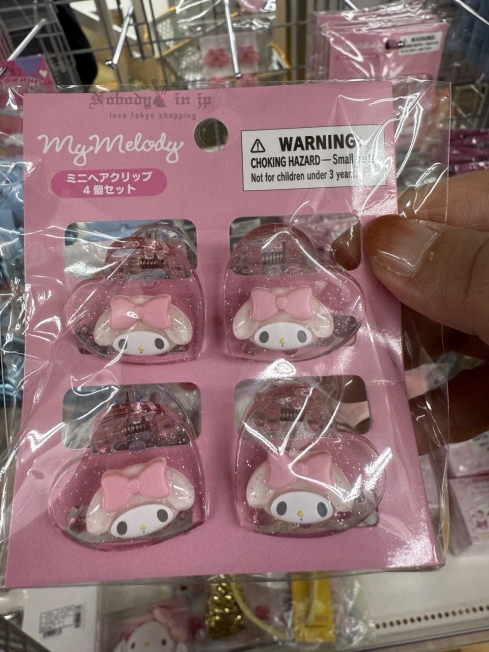 Nobody in jp
love tokyo shopping
My Melody
ミニヘアクリップ
4個セット
WARNING
CHOKING HAZARD — Small
Not for children under 3